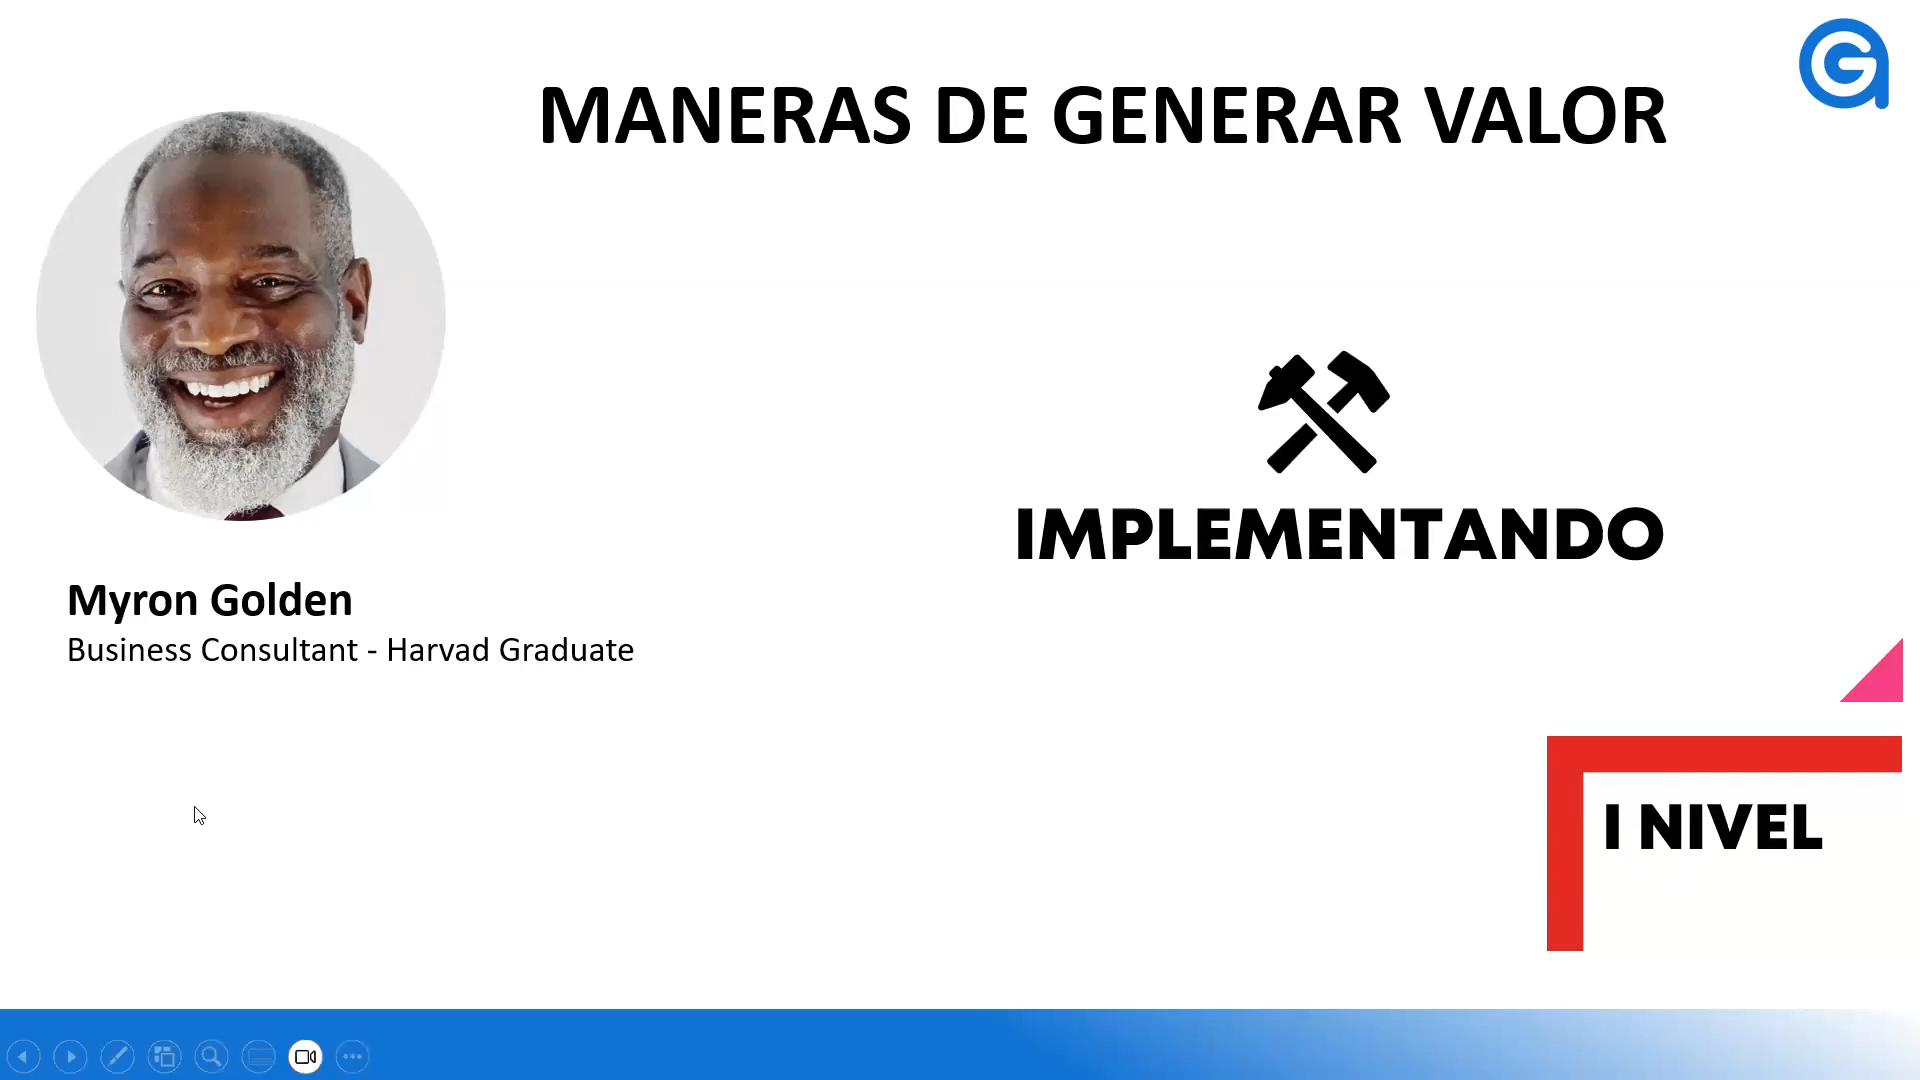 MANERAS DE GENERAR VALOR
IMPLEMENTANDO
Myron Golden
Business Consultant - Harvad Graduate
I NIVEL